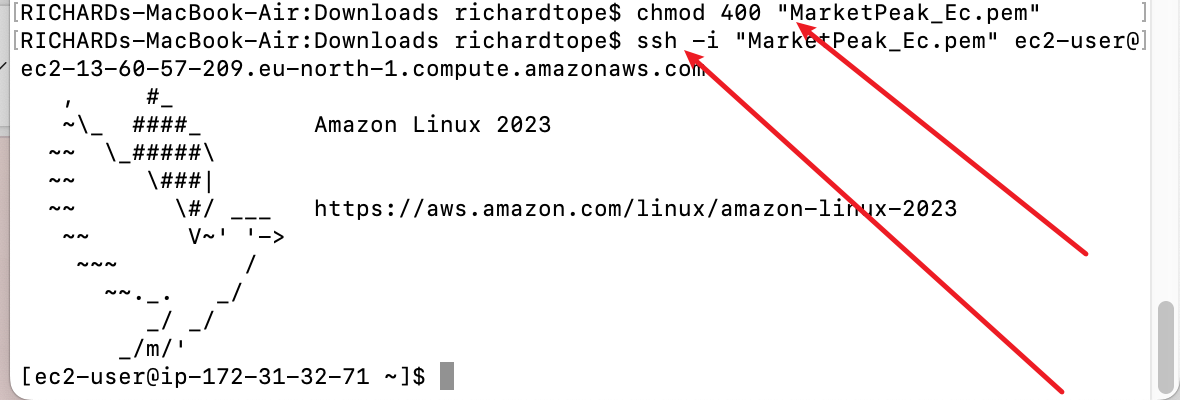 [RICHARDs-MacBook-Air:Downloads richardtope$ chmod 400 "MarketPeak_Ec.pem"       ]
[RICHARDs-MacBook-Air:Downloads richardtope$ ssh -i "MarketPeak_Ec.pem" ec2-user@]
ec2-13-60-57-209.eu-north-1.compute.amazonaws.com
   ,     #_
   ~\_  ####_        Amazon Linux 2023
  ~~  \_#####\
  ~~     \###|
  ~~       \#/ ___   https://aws.amazon.com/linux/amazon-linux-2023
   ~~       V~' '->
    ~~~         /
      ~~._.   _/
         _/ _/
       _/m/'
[ec2-user@ip-172-31-32-71 ~]$